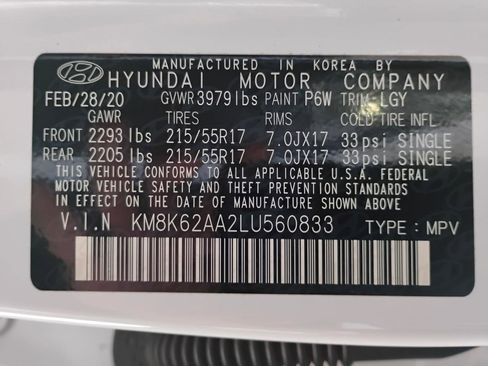 MANUFACTURED IN KOREA BY
HYUNDAI MOTOR COMPANY
FEB/28/20 GVWR 3979lbs PAINT P6W TRIM LGY
GAWR TIRES RIMS COLD TIRE INFL
FRONT 2293 lbs 215/55R17 7.0JX17 33psi SINGLE
REAR 2205 lbs 215/55R17 7.0JX17 33psi SINGLE
THIS VEHICLE CONFORMS TO ALL APPLICABLE U.S.A. FEDERAL
MOTOR VEHICLE SAFETY, BUMPER, AND THEFT PREVENTION STANDARDS
IN EFFECT ON THE DATE OF MANUFACTURE SHOWN ABOVE
V.I.N KM8K62AA2LU560833 TYPE: MPV